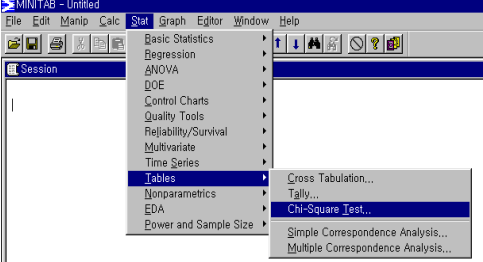 MINITAB - Untitled
File Edit Manip Calc Stat Graph Editor Window Help
Session
Basic Statistics
Regression
ANOVA
DOE
Control Charts
Quality Tools
Reliability/Survival
Multivariate
Time Series
Tables
Nonparametrics
EDA
Power and Sample Size
Cross Tabulation...
Tally...
Chi-Square Test...
Simple Correspondence Analysis...
Multiple Correspondence Analysis...